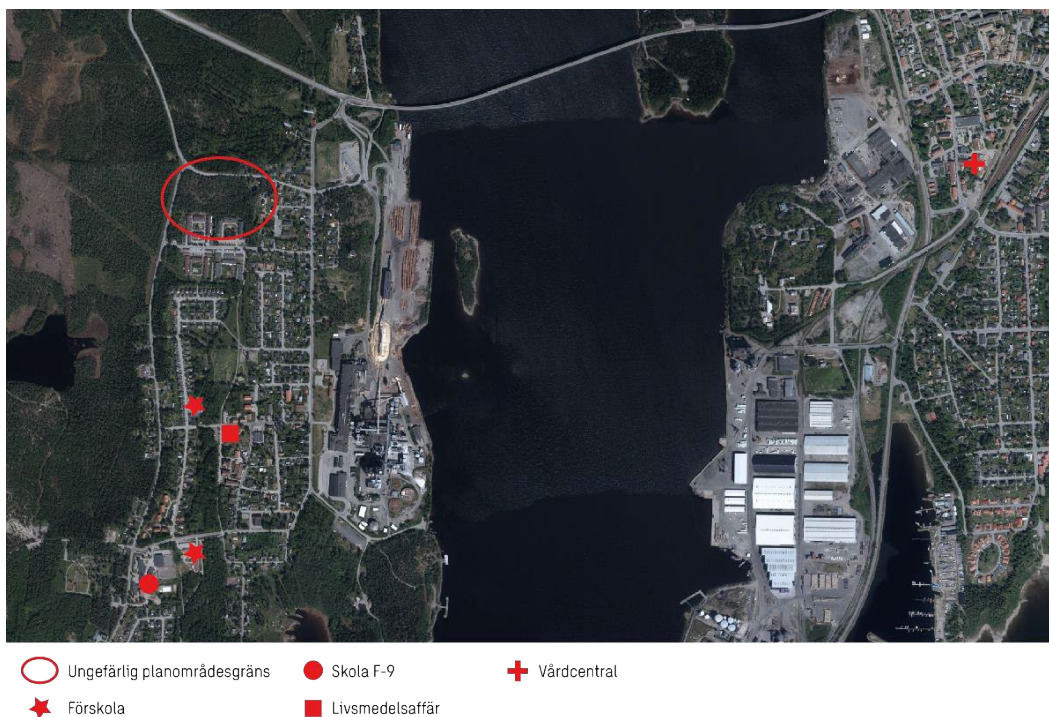 Ungefärlig planområdesgräns
Skola F-9
Vårdcentral
Förskola
Livsmedelsaffär